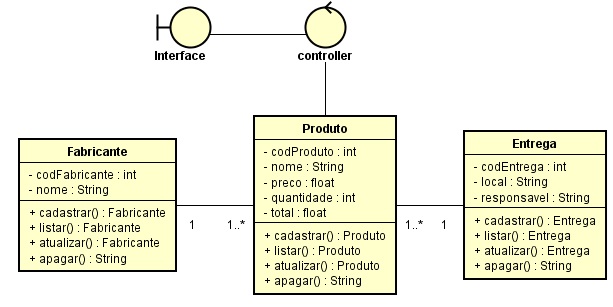 Interface
controller
Fabricante
- codFabricante : int
- nome : String
+ cadastrar() : Fabricante
+ listar() : Fabricante
+ atualizar() : Fabricante
+ apagar() : String
1
1..*
Produto
- codProduto : int
- nome : String
- preco : float
- quantidade : int
- total : float
+ cadastrar() : Produto
+ listar() : Produto
+ atualizar() : Produto
+ apagar() : String
1..*
1
Entrega
- codEntrega : int
- local : String
- responsavel : String
+ cadastrar() : Entrega
+ listar() : Entrega
+ atualizar() : Entrega
+ apagar() : String